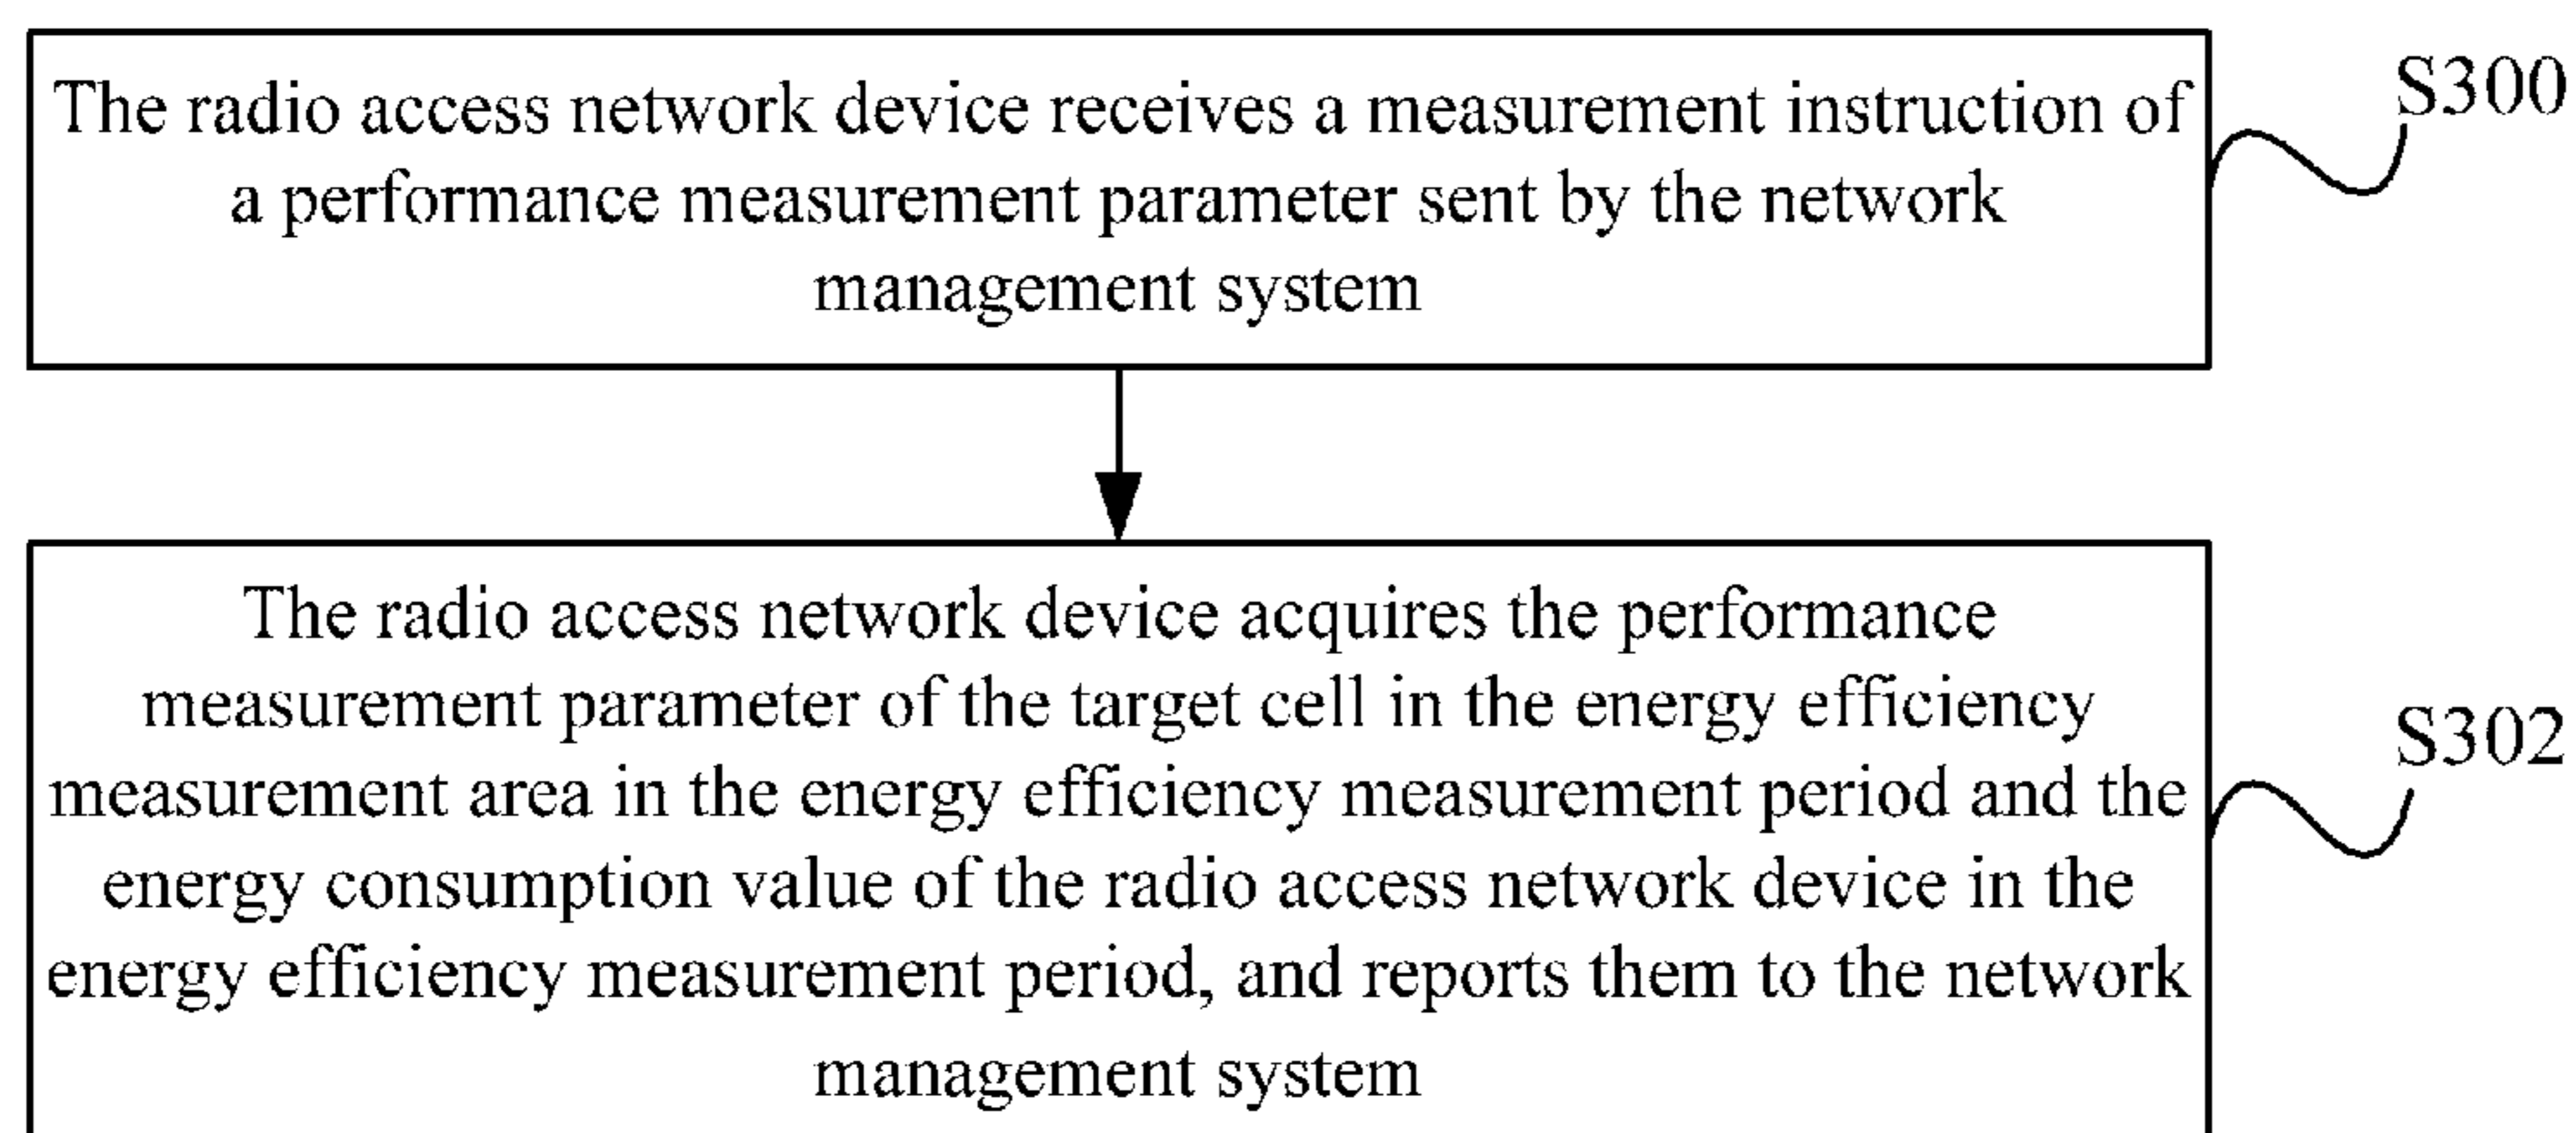 The radio access network device receives a measurement instruction of
a performance measurement parameter sent by the network
management system
S300
The radio access network device acquires the performance
measurement parameter of the target cell in the energy efficiency
measurement area in the energy efficiency measurement period and the
energy consumption value of the radio access network device in the
energy efficiency measurement period, and reports them to the network
management system
S302